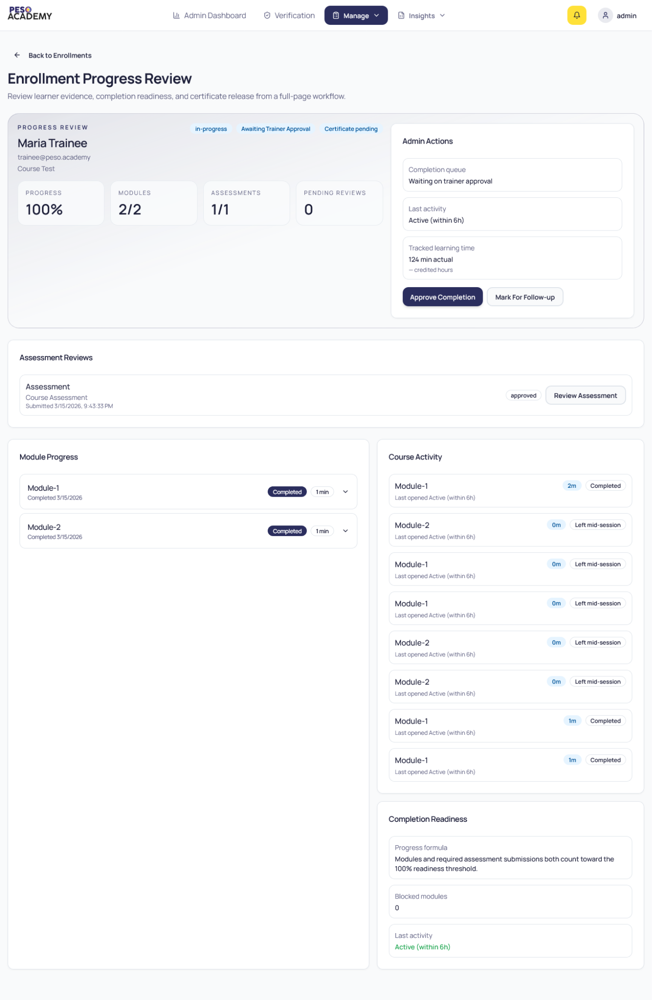 PESO
ACADEMY
Admin Dashboard
Verification
Manage
Insights
admin
Back to Enrollments
Enrollment Progress Review
Review learner evidence, completion readiness, and certificate release from a full-page workflow.
PROGRESS REVIEW
in-progress
Awaiting Trainer Approval
Certificate pending
Maria Trainee
trainee@peso.academy
Course Test
PROGRESS
100%
MODULES
2/2
ASSESSMENTS
1/1
PENDING REVIEWS
0
Admin Actions
Completion queue
Waiting on trainer approval
Last activity
Active (within 6h)
Tracked learning time
124 min actual
— credited hours
Approve Completion
Mark For Follow-up
Assessment Reviews
Assessment
Course Assessment
Submitted 3/15/2026, 9:43:33 PM
approved
Review Assessment
Module Progress
Module-1
Completed 3/15/2026
Completed
1 min
Module-2
Completed 3/15/2026
Completed
1 min
Course Activity
Module-1
2m
Completed
Last opened Active (within 6h)
Module-2
0m
Left mid-session
Last opened Active (within 6h)
Module-1
0m
Left mid-session
Last opened Active (within 6h)
Module-1
0m
Left mid-session
Last opened Active (within 6h)
Module-2
0m
Left mid-session
Last opened Active (within 6h)
Module-2
0m
Left mid-session
Last opened Active (within 6h)
Module-1
1m
Completed
Last opened Active (within 6h)
Module-1
1m
Completed
Last opened Active (within 6h)
Completion Readiness
Progress formula
Modules and required assessment submissions both count toward the
100% readiness threshold.
Blocked modules
0
Last activity
Active (within 6h)